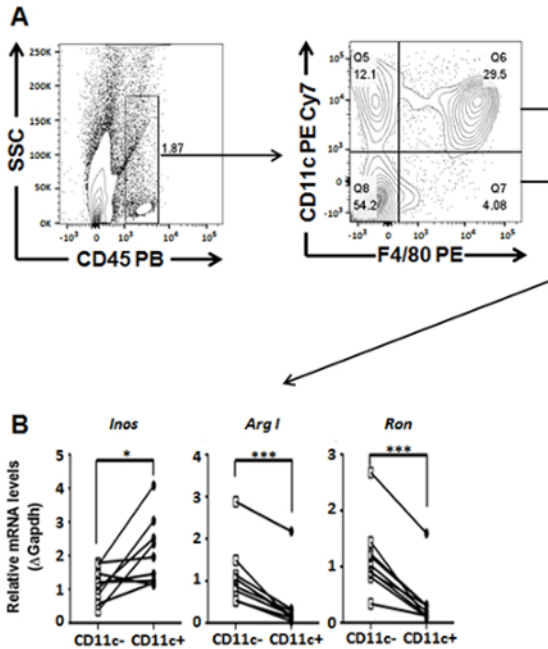 A
SSC
250K
200K
150K
100K
50K
0K
1.87
-10³ 0 10³ 10⁴ 10⁵
CD45 PB
CD11c PE Cy7
10⁵
10⁴
10³
0
-10³
Q5
12.1
Q6
29.5
Q8
54.2
Q7
4.08
-10³ 0 10³ 10⁴ 10⁵
F4/80 PE
B
Relative mRNA levels
(ΔGapdh)
Inos
*
5
4
3
2
1
0
CD11c- CD11c+
Arg I
***
4
3
2
1
0
CD11c- CD11c+
Ron
***
5
4
3
2
1
0
CD11c- CD11c+